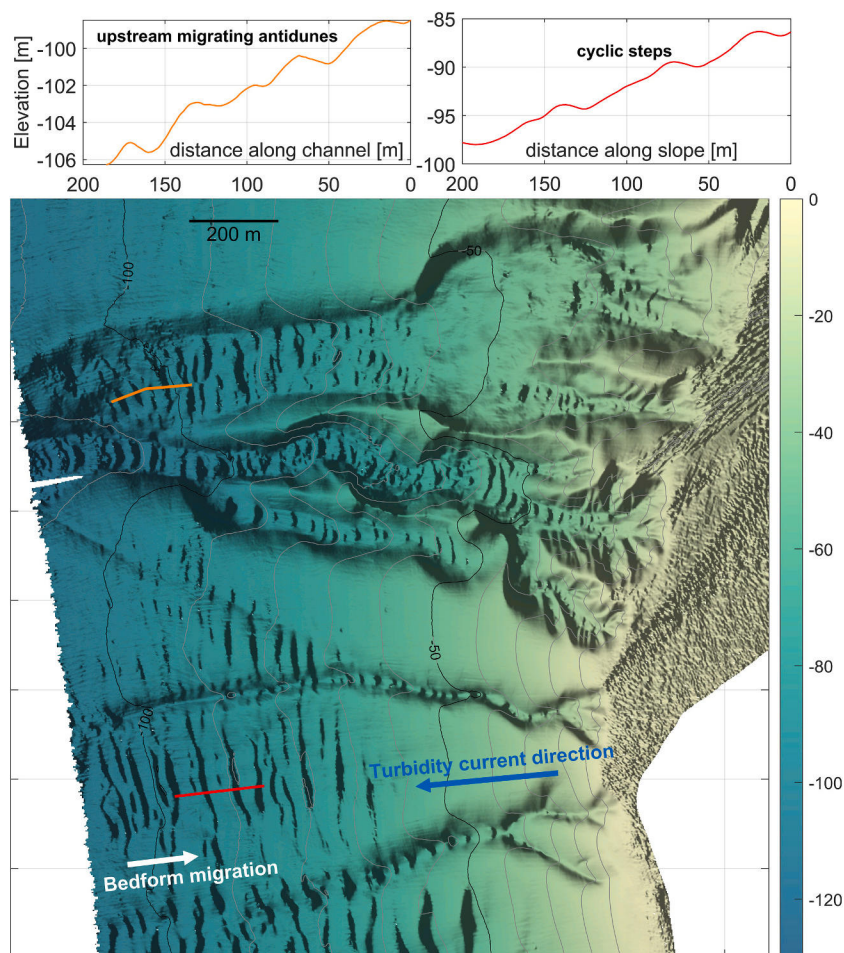 upstream migrating antidunes
Elevation [m]
-100
-102
-104
-106
distance along channel [m]
200 150 100 50 0
cyclic steps
-85
-90
-95
-100
distance along slope [m]
200 150 100 50 0
200 m
-50
-100
-50
-100
Turbidity current direction
Bedform migration
0
-20
-40
-60
-80
-100
-120